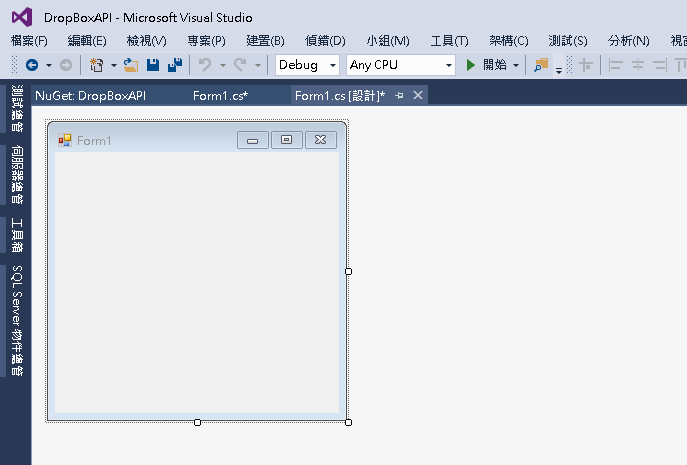 DropBoxAPI - Microsoft Visual Studio
檔案(F) 編輯(E) 檢視(V) 專案(P) 建置(B) 偵錯(D) 小組(M) 工具(T) 架構(C) 測試(S) 分析(N) 視窗
Debug Any CPU 開始
NuGet: DropBoxAPI Form1.cs* Form1.cs [設計]*
測試總管
伺服器總管
工具箱
SQL Server 物件總管
Form1